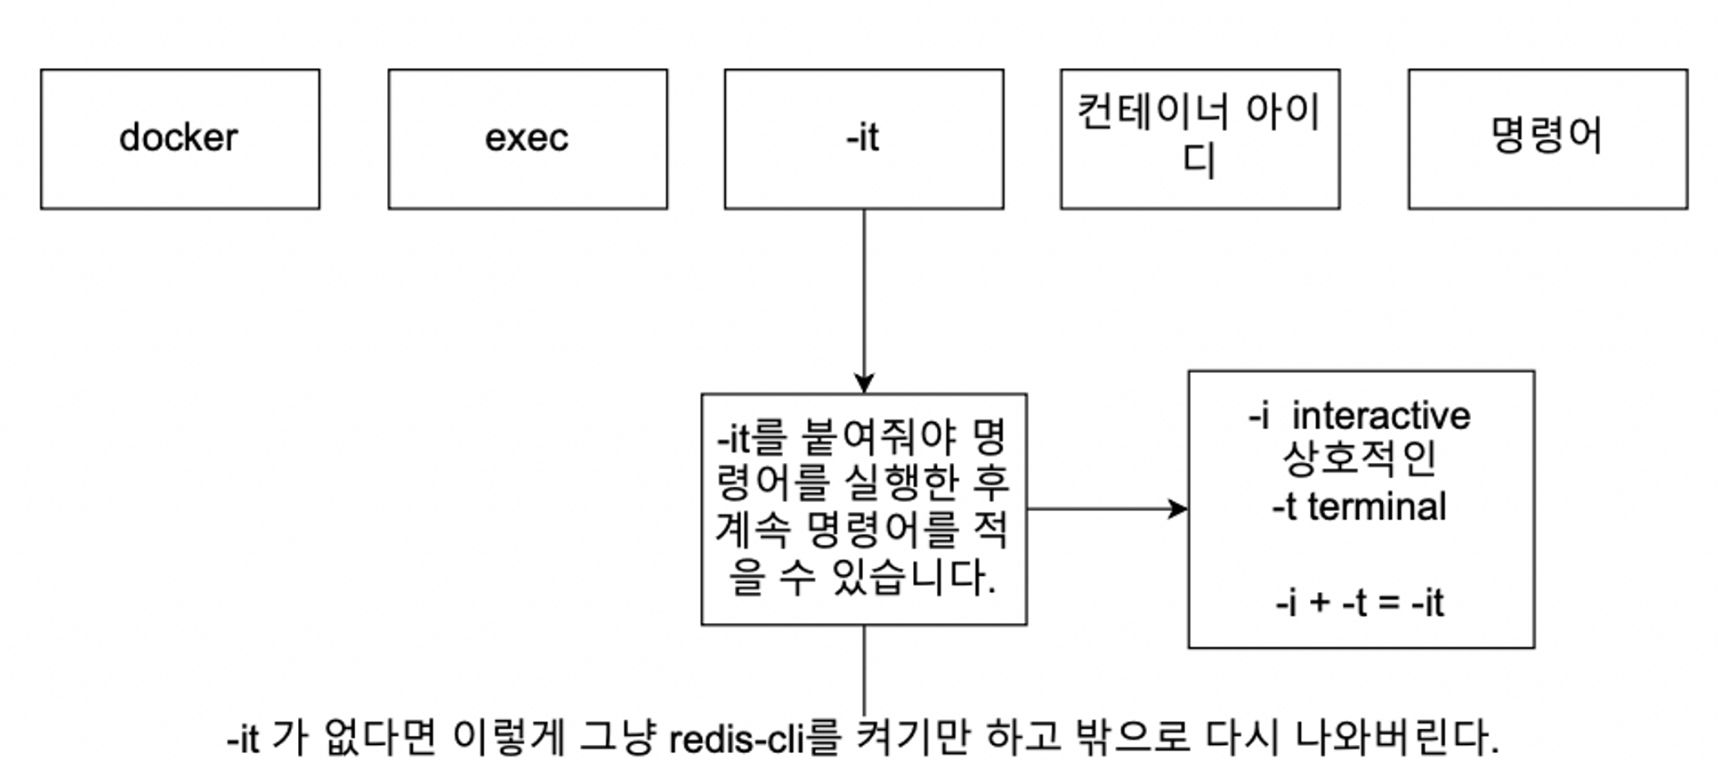 docker
exec
-it
컨테이너 아이
디
명령어
-it를 붙여줘야 명
령어를 실행한 후
계속 명령어를 적
을 수 있습니다.
-i  interactive
상호적인
-t terminal
-i + -t = -it
-it 가 없다면 이렇게 그냥 redis-cli를 켜기만 하고 밖으로 다시 나와버린다.